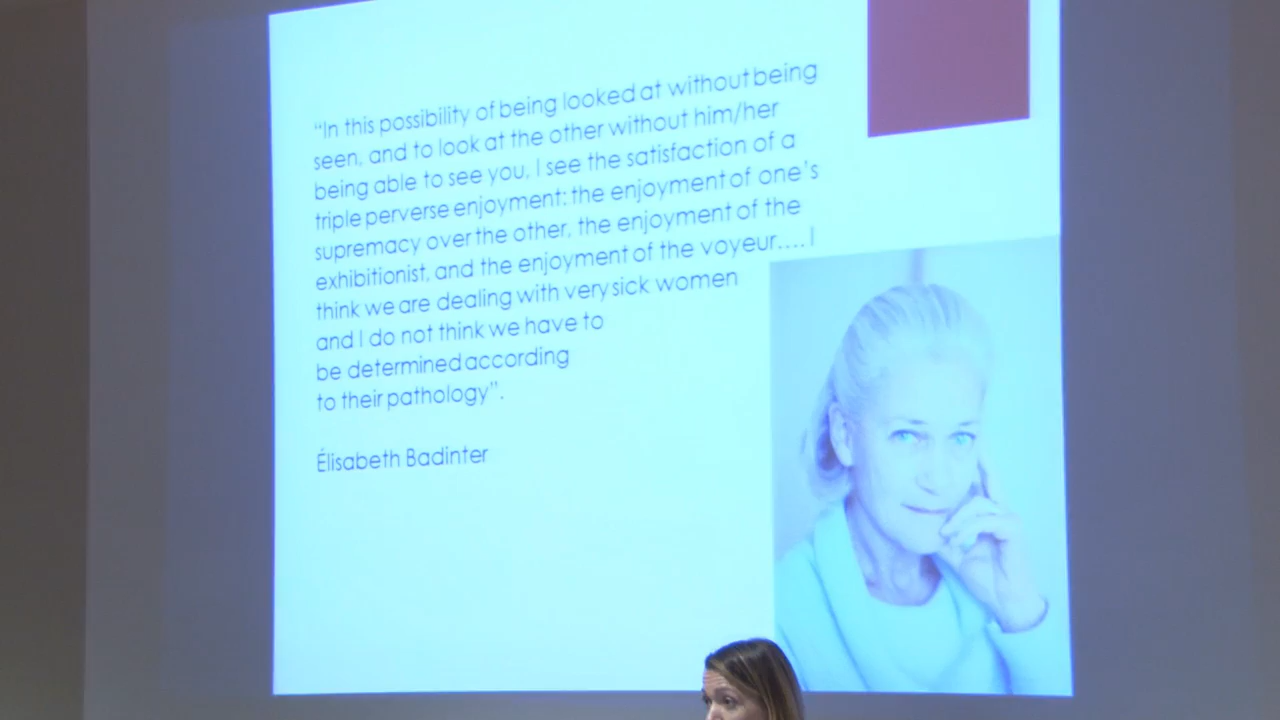 “In this possibility of being looked at without being
seen, and to look at the other without him/her
being able to see you, I see the satisfaction of a
triple perverse enjoyment: the enjoyment of one’s
supremacy over the other, the enjoyment of the
exhibitionist, and the enjoyment of the voyeur…. I
think we are dealing with very sick women
and I do not think we have to
be determined according
to their pathology”.
Élisabeth Badinter